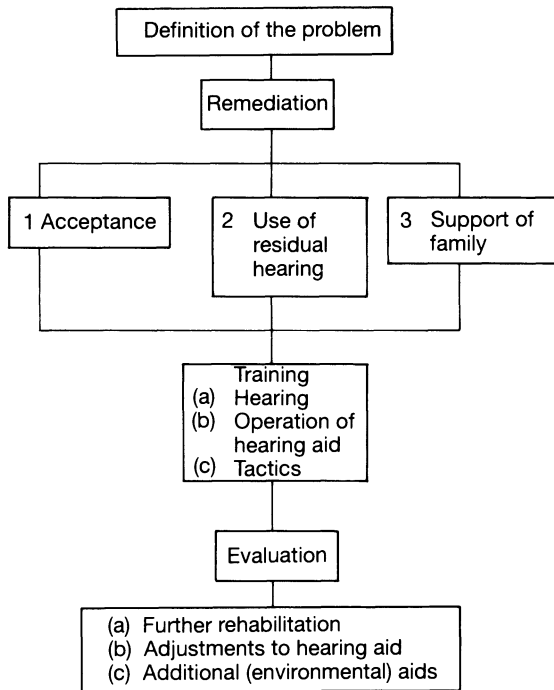 Definition of the problem
Remediation
1 Acceptance
2 Use of
residual
hearing
3 Support of
family
Training
(a) Hearing
(b) Operation of
hearing aid
(c) Tactics
Evaluation
(a) Further rehabilitation
(b) Adjustments to hearing aid
(c) Additional (environmental) aids